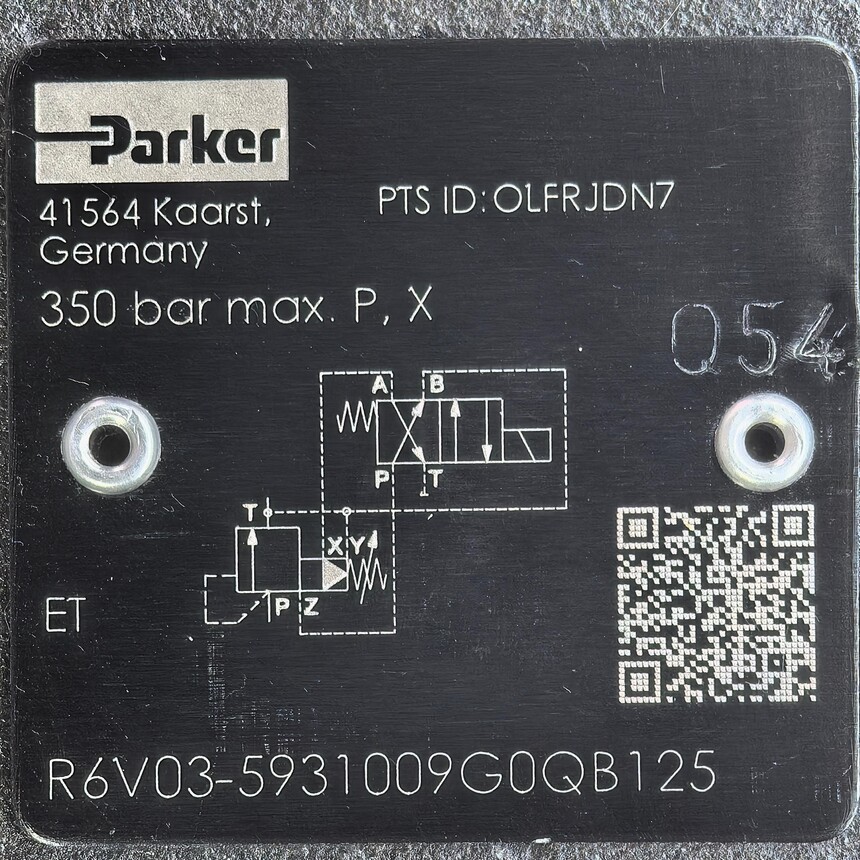 Parker
PTS ID: OLFRJDN7
41564 Kaarst,
Germany
350 bar max. P, X
Q54
A B
P T
T
X Y
P Z
ET
R6V03-5931009G0QB125